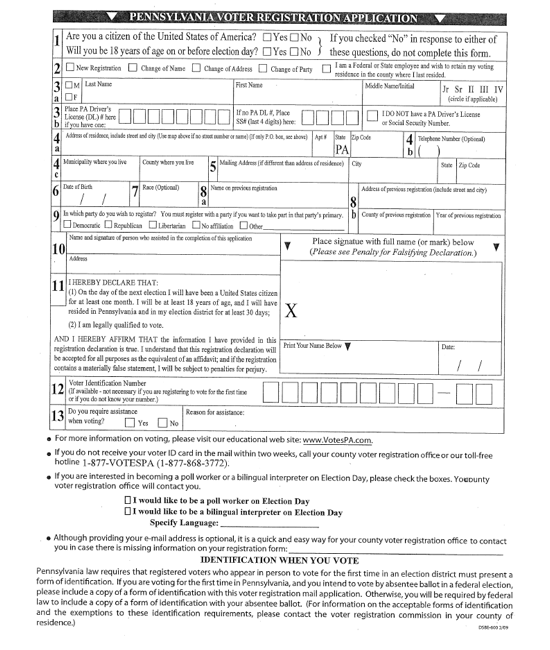 PENNSYLVANIA VOTER REGISTRATION APPLICATION
1 Are you a citizen of the United States of America? Yes No
Will you be 18 years of age on or before election day? Yes No
If you checked "No" in response to either of
these questions, do not complete this form.
2 New Registration Change of Name Change of Address Change of Party
I am a Federal or State employee and wish to retain my voting
residence in the county where I last resided.
3 a M F Last Name First Name Middle Name/Initial Jr Sr II III IV
(circle if applicable)
3 b Place PA Driver's
License (DL) # here
if you have one:
If no PA DL #, Place
SS# (last 4 digits) here:
I DO NOT have a PA Driver's License
or Social Security Number.
4 a Address of residence, include street and city (Use map above if no street number or name) (If only P.O. box, see above) Apt # State Zip Code
PA
4 b Telephone Number (Optional)
( )
4 c Municipality where you live County where you live
5 Mailing Address (if different than address of residence) City State Zip Code
6 Date of Birth
/ /
7 Race (Optional)
8 a Name on previous registration
8 b Address of previous registration (include street and city)
County of previous registration Year of previous registration
9 In which party do you wish to register? You must register with a party if you want to take part in that party's primary.
Democratic Republican Libertarian No affiliation Other
10 Name and signature of person who assisted in the completion of this application
Address
Place signatue with full name (or mark) below
(Please see Penalty for Falsifying Declaration.)
11 I HEREBY DECLARE THAT:
(1) On the day of the next election I will have been a United States citizen
for at least one month. I will be at least 18 years of age, and I will have
resided in Pennsylvania and in my election district for at least 30 days;
(2) I am legally qualified to vote.
AND I HEREBY AFFIRM THAT the information I have provided in this
registration declaration is true. I understand that this registration declaration will
be accepted for all purposes as the equivalent of an affidavit; and if the registration
contains a materially false statement, I will be subject to penalties for perjury.
X
Print Your Name Below
Date:
/ /
12 Voter Identification Number
(If available - not necessary if you are registering to vote for the first time
or if you do not know your number.)
13 Do you require assistance
when voting? Yes No
Reason for assistance:
• For more information on voting, please visit our educational web site: www.VotesPA.com.
• If you do not receive your voter ID card in the mail within two weeks, call your county voter registration office or our toll-free
hotline 1-877-VOTESPA (1-877-868-3772).
• If you are interested in becoming a poll worker or a bilingual interpreter on Election Day, please check the boxes. Youcounty
voter registration office will contact you.
I would like to be a poll worker on Election Day
I would like to be a bilingual interpreter on Election Day
Specify Language:
• Although providing your e-mail address is optional, it is a quick and easy way for your county voter registration office to contact
you in case there is missing information on your registration form:
IDENTIFICATION WHEN YOU VOTE
Pennsylvania law requires that registered voters who appear in person to vote for the first time in an election district must present a
form of identification. If you are voting for the first time in Pennsylvania, and you intend to vote by absentee ballot in a federal election,
please include a copy of a form of identification with this voter registration mail application. Otherwise, you will be required by federal
law to include a copy of a form of identification with your absentee ballot. (For information on the acceptable forms of identification
and the exemptions to these identification requirements, please contact the voter registration commission in your county of
residence.)
DSBE-600 2/09